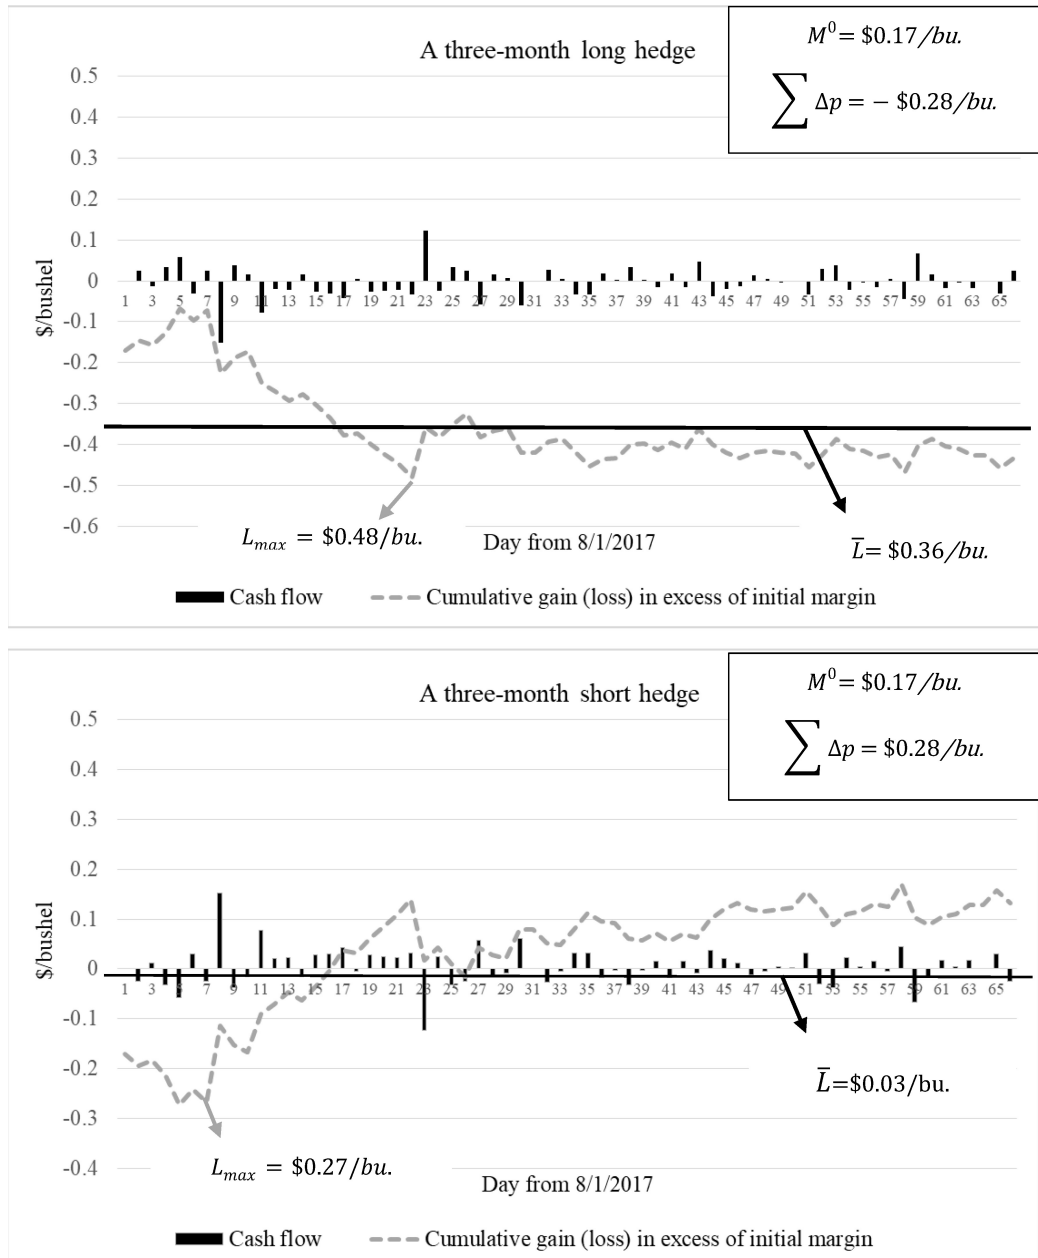 A three-month long hedge
M⁰= $0.17/bu.
∑ Δp = − $0.28/bu.
0.5
0.4
0.3
0.2
0.1
0
-0.1
-0.2
-0.3
-0.4
-0.5
-0.6
$/bushel
1 3 5 7 9 11 13 15 17 19 21 23 25 27 29 31 33 35 37 39 41 43 45 47 49 51 53 55 57 59 61 63 65
L_max = $0.48/bu.
Day from 8/1/2017
L̅= $0.36/bu.
Cash flow
Cumulative gain (loss) in excess of initial margin
A three-month short hedge
M⁰= $0.17/bu.
∑ Δp = $0.28/bu.
0.5
0.4
0.3
0.2
0.1
0
-0.1
-0.2
-0.3
-0.4
$/bushel
1 3 5 7 9 11 13 15 17 19 21 23 25 27 29 31 33 35 37 39 41 43 45 47 49 51 53 55 57 59 61 63 65
L̅=$0.03/bu.
L_max = $0.27/bu.
Day from 8/1/2017
Cash flow
Cumulative gain (loss) in excess of initial margin